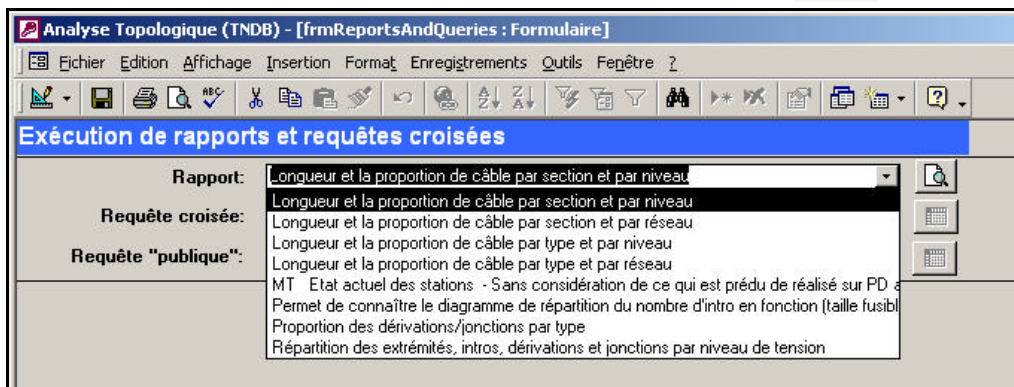 Analyse Topologique (TNDB) - [frmReportsAndQueries : Formulaire]
Fichier Edition Affichage Insertion Format Enregistrements Outils Fenêtre ?
Exécution de rapports et requêtes croisées
Rapport: Longueur et la proportion de câble par section et par niveau
Longueur et la proportion de câble par section et par niveau
Requête croisée: Longueur et la proportion de câble par section et par réseau
Longueur et la proportion de câble par type et par niveau
Requête "publique": Longueur et la proportion de câble par type et par réseau
MT Etat actuel des stations - Sans considération de ce qui est prédu de réalisé sur PD a
Permet de connaître le diagramme de répartition du nombre d'intro en fonction (taille fusibl
Proportion des dérivations/jonctions par type
Répartition des extrémités, intros, dérivations et jonctions par niveau de tension